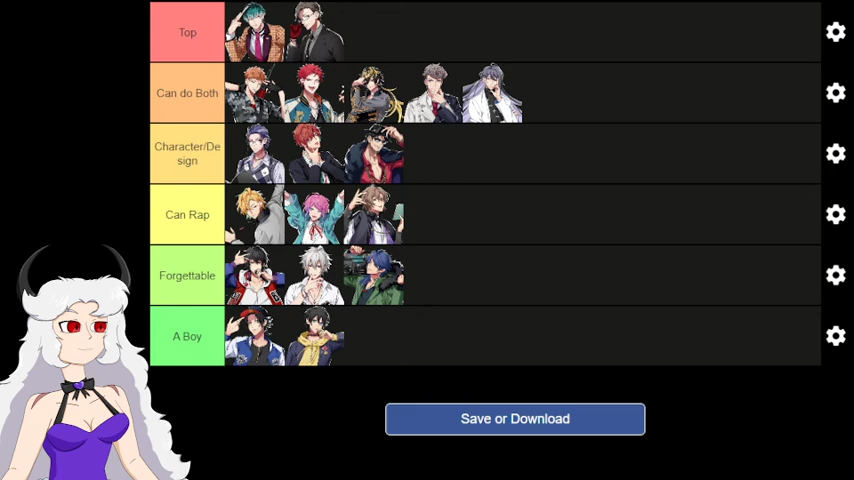 Top
Can do Both
Character/De
sign
Can Rap
Forgettable
A Boy
Save or Download